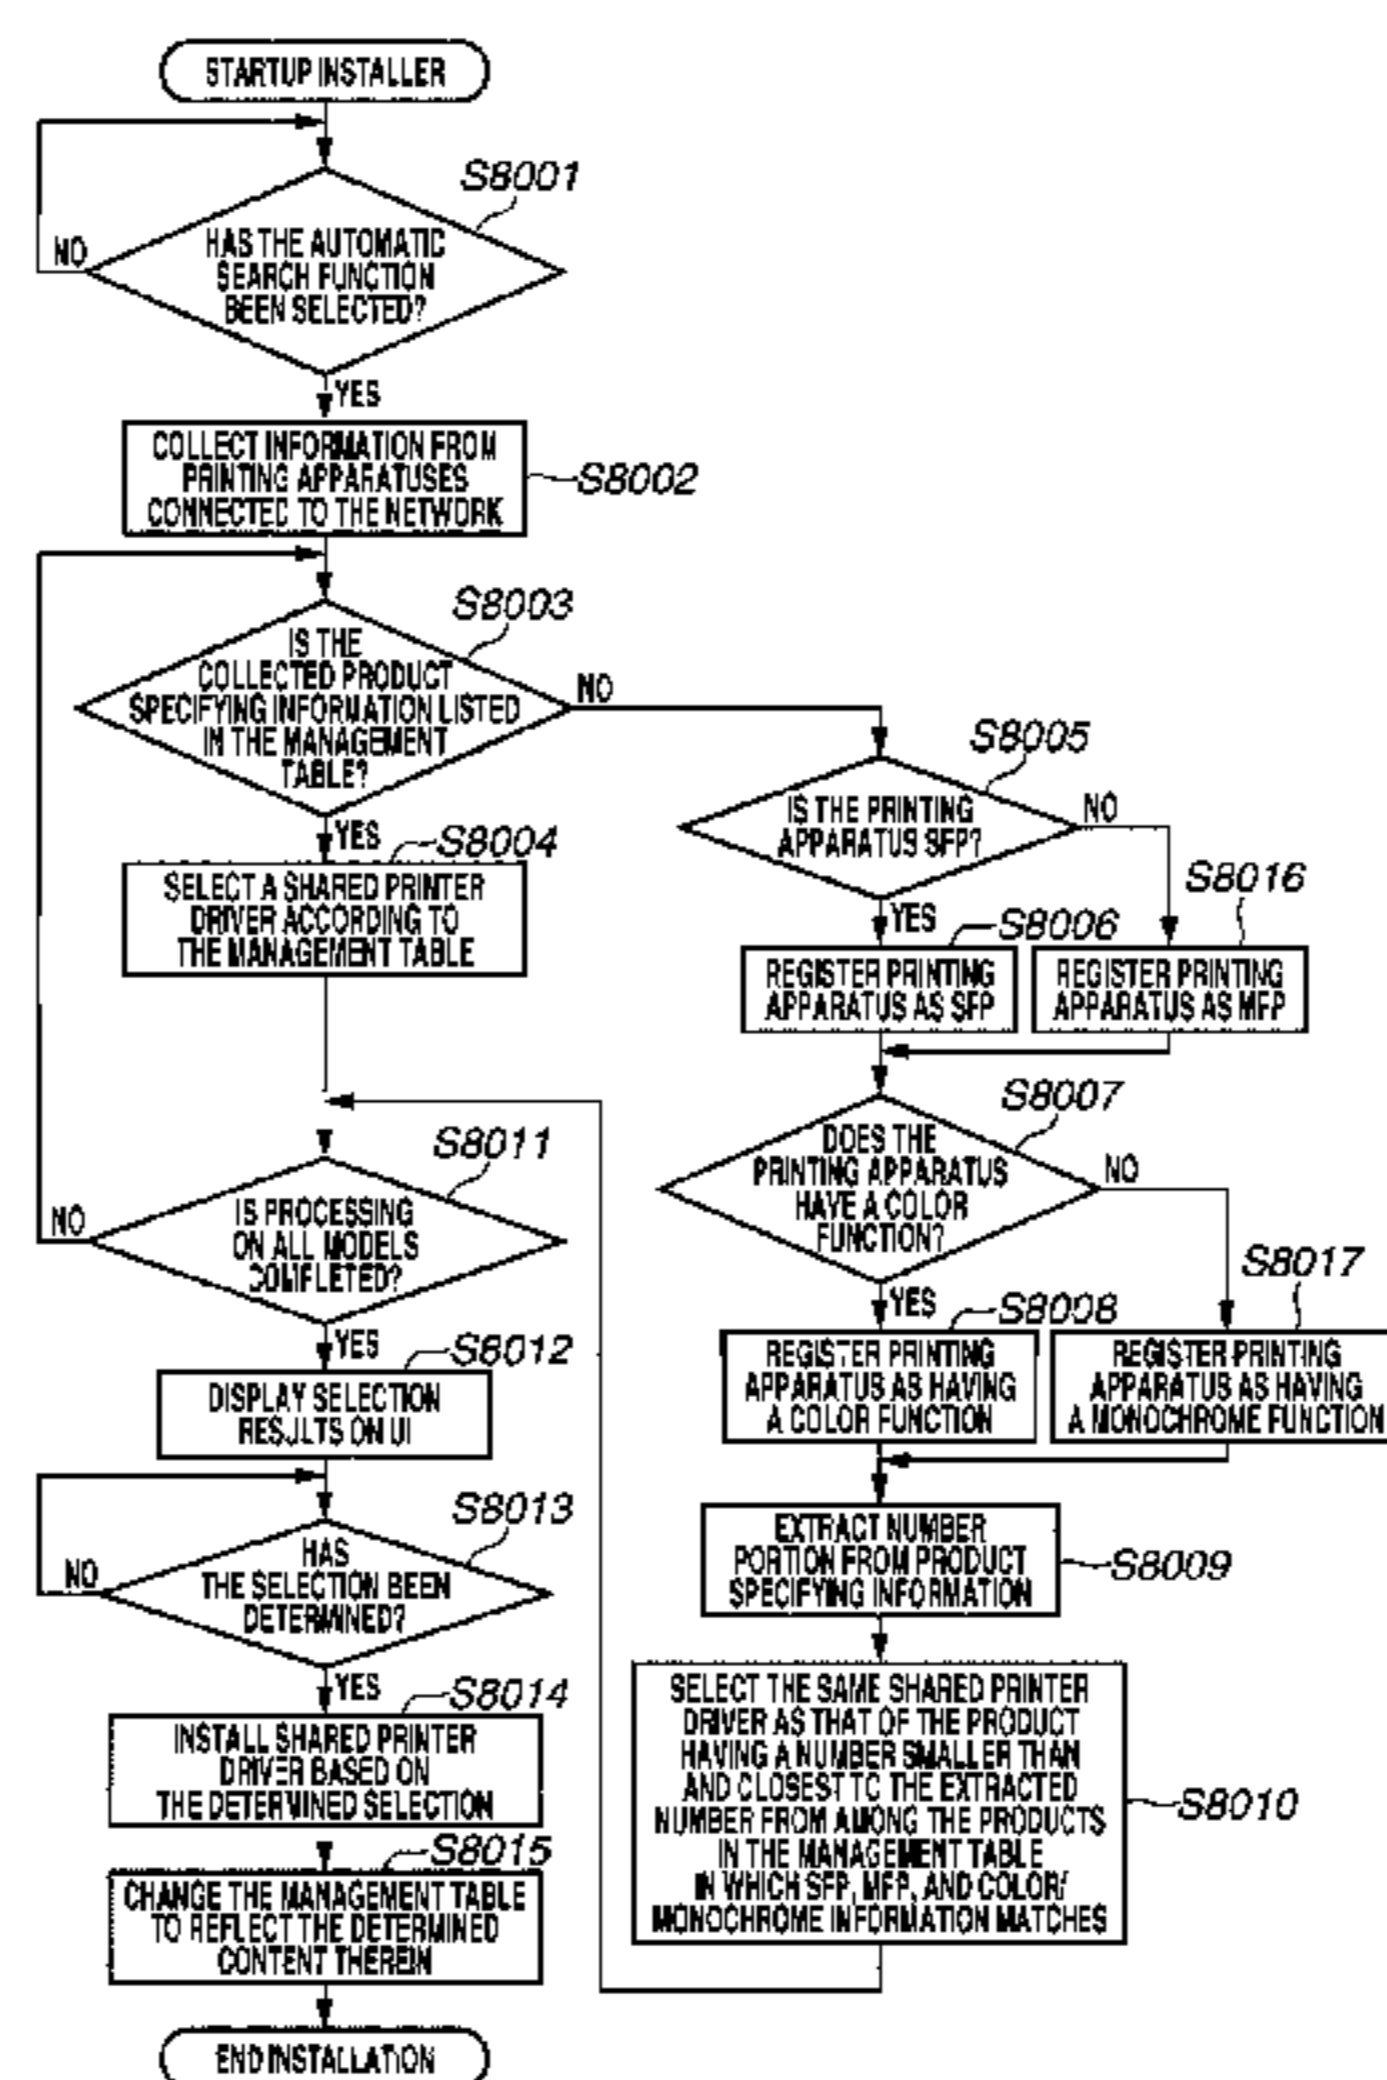 STARTUP INSTALLER
S8001
HAS THE AUTOMATIC
SEARCH FUNCTION
BEEN SELECTED?
NO
YES
COLLECT INFORMATION FROM
PRINTING APPARATUSES
CONNECTED TO THE NETWORK
S8002
S8003
IS THE
COLLECTED PRODUCT
SPECIFYING INFORMATION LISTED
IN THE MANAGEMENT
TABLE?
NO
YES
S8004
SELECT A SHARED PRINTER
DRIVER ACCORDING TO
THE MANAGEMENT TABLE
S8005
IS THE PRINTING
APPARATUS SFP?
NO
YES
S8006
REGISTER PRINTING
APPARATUS AS SFP
S8016
REGISTER PRINTING
APPARATUS AS MFP
S8007
DOES THE
PRINTING APPARATUS
HAVE A COLOR
FUNCTION?
NO
YES
S8008
REGISTER PRINTING
APPARATUS AS HAVING
A COLOR FUNCTION
S8017
REGISTER PRINTING
APPARATUS AS HAVING
A MONOCHROME FUNCTION
EXTRACT NUMBER
PORTION FROM PRODUCT
SPECIFYING INFORMATION
S8009
SELECT THE SAME SHARED PRINTER
DRIVER AS THAT OF THE PRODUCT
HAVING A NUMBER SMALLER THAN
AND CLOSEST TO THE EXTRACTED
NUMBER FROM AMONG THE PRODUCTS
IN THE MANAGEMENT TABLE
IN WHICH SFP, MFP, AND COLOR/
MONOCHROME INFORMATION MATCHES
S8010
S8011
IS PROCESSING
ON ALL MODELS
COMPLETED?
NO
YES
S8012
DISPLAY SELECTION
RESULTS ON UI
S8013
HAS
THE SELECTION BEEN
DETERMINED?
NO
YES
S8014
INSTALL SHARED PRINTER
DRIVER BASED ON
THE DETERMINED SELECTION
S8015
CHANGE THE MANAGEMENT TABLE
TO REFLECT THE DETERMINED
CONTENT THEREIN
END INSTALLATION